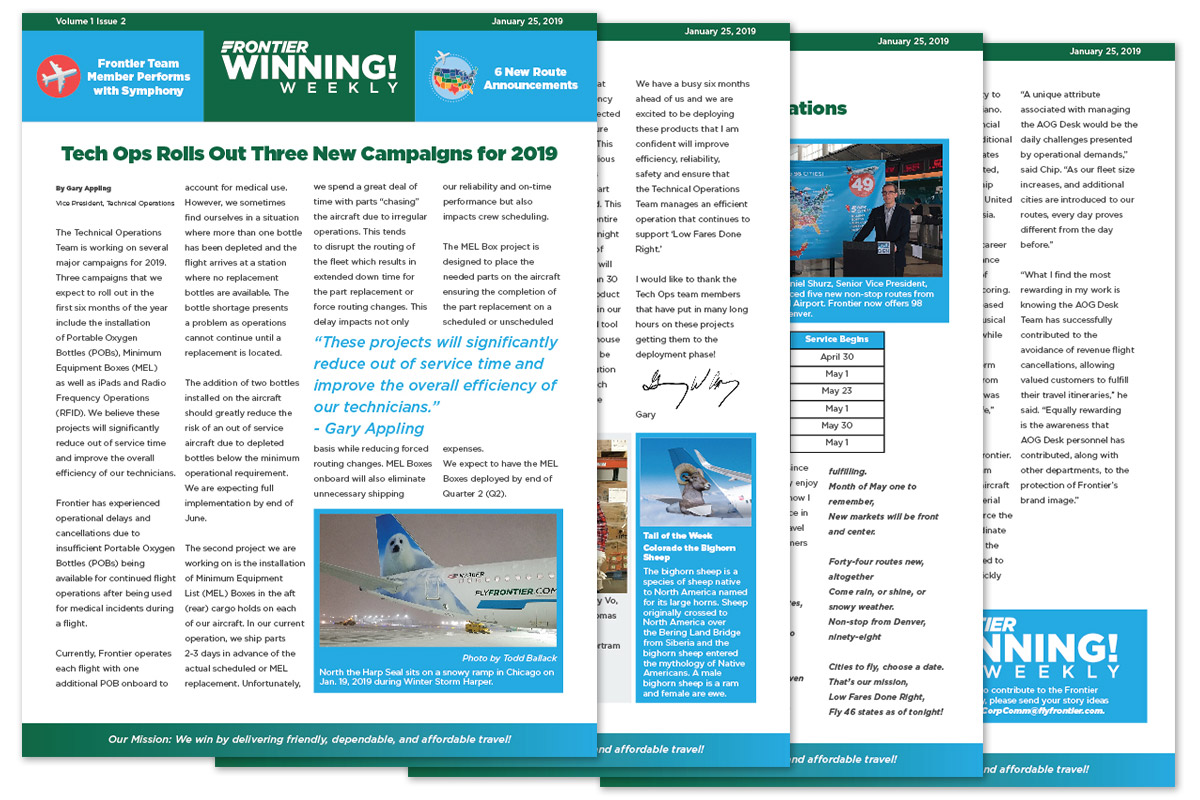 Volume 1 Issue 2
January 25, 2019
Frontier Team
Member Performs
with Symphony
FRONTIER
WINNING!
WEEKLY
6 New Route
Announcements
Tech Ops Rolls Out Three New Campaigns for 2019
By Gary Appling
Vice President, Technical Operations
The Technical Operations
Team is working on several
major campaigns for 2019.
Three campaigns that we
expect to roll out in the
first six months of the year
include the installation
of Portable Oxygen
Bottles (POBs), Minimum
Equipment Boxes (MEL)
as well as iPads and Radio
Frequency Operations
(RFID). We believe these
projects will significantly
reduce out of service time
and improve the overall
efficiency of our technicians.
Frontier has experienced
operational delays and
cancellations due to
insufficient Portable Oxygen
Bottles (POBs) being
available for continued flight
operations after being used
for medical incidents during
a flight.
Currently, Frontier operates
each flight with one
additional POB onboard to
account for medical use.
However, we sometimes
find ourselves in a situation
where more than one bottle
has been depleted and the
flight arrives at a station
where no replacement
bottles are available. The
bottle shortage presents
a problem as operations
cannot continue until a
replacement is located.
The addition of two bottles
installed on the aircraft
should greatly reduce the
risk of an out of service
aircraft due to depleted
bottles below the minimum
operational requirement.
We are expecting full
implementation by end of
June.
The second project we are
working on is the installation
of Minimum Equipment
List (MEL) Boxes in the aft
(rear) cargo holds on each
of our aircraft. In our current
operation, we ship parts
2-3 days in advance of the
actual scheduled or MEL
replacement. Unfortunately,
we spend a great deal of
time with parts “chasing”
the aircraft due to irregular
operations. This tends
to disrupt the routing of
the fleet which results in
extended down time for
the part replacement or
force routing changes. This
delay impacts not only
our reliability and on-time
performance but also
impacts crew scheduling.
The MEL Box project is
designed to place the
needed parts on the aircraft
ensuring the completion of
the part replacement on a
scheduled or unscheduled
“These projects will significantly
reduce out of service time and
improve the overall efficiency of
our technicians.”
- Gary Appling
basis while reducing forced
routing changes. MEL Boxes
onboard will also eliminate
unnecessary shipping
expenses.
We expect to have the MEL
Boxes deployed by end of
Quarter 2 (Q2).
FRONTIER
FLYFRONTIER.COM
Photo by Todd Ballack
North the Harp Seal sits on a snowy ramp in Chicago on
Jan. 19, 2019 during Winter Storm Harper.
Our Mission: We win by delivering friendly, dependable, and affordable travel!
January 25, 2019
We have a busy six months
ahead of us and we are
excited to be deploying
these products that I am
confident will improve
efficiency, reliability,
safety and ensure that
the Technical Operations
Team manages an efficient
operation that continues to
support ‘Low Fares Done
Right.’
I would like to thank the
Tech Ops team members
that have put in many long
hours on these projects
getting them to the
deployment phase!
Gary
Tail of the Week
Colorado the Bighorn
Sheep
The bighorn sheep is a
species of sheep native
to North America named
for its large horns. Sheep
originally crossed to
North America over
the Bering Land Bridge
from Siberia and the
bighorn sheep entered
the mythology of Native
Americans. A male
bighorn sheep is a ram
and female are ewe.
and affordable travel!
January 25, 2019
ations
CITIES!
49
niel Shurz, Senior Vice President,
ced five new non-stop routes from
Airport. Frontier now offers 98
enver.
Service Begins
April 30
May 1
May 23
May 1
May 30
May 1
fulfilling.
Month of May one to
remember,
New markets will be front
and center.
Forty-four routes new,
altogether
Come rain, or shine, or
snowy weather.
Non-stop from Denver,
ninety-eight
Cities to fly, choose a date.
That’s our mission,
Low Fares Done Right,
Fly 46 states as of tonight!
and affordable travel!
January 25, 2019
“A unique attribute
associated with managing
the AOG Desk would be the
daily challenges presented
by operational demands,”
said Chip. “As our fleet size
increases, and additional
cities are introduced to our
routes, every day proves
different from the day
before.”
“What I find the most
rewarding in my work is
knowing the AOG Desk
Team has successfully
contributed to the
avoidance of revenue flight
cancellations, allowing
valued customers to fulfill
their travel itineraries,” he
said. “Equally rewarding
is the awareness that
AOG Desk personnel has
contributed, along with
other departments, to the
protection of Frontier’s
brand image.”
TIER
NNING!
WEEKLY
o contribute to the Frontier
, please send your story ideas
CorpComm@flyfrontier.com.
nd affordable travel!